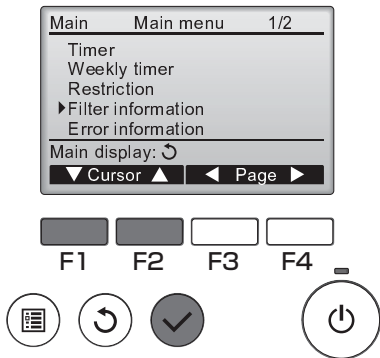 Main Main menu 1/2
Timer
Weekly timer
Restriction
Filter information
Error information
Main display:
Cursor Page
F1 F2 F3 F4